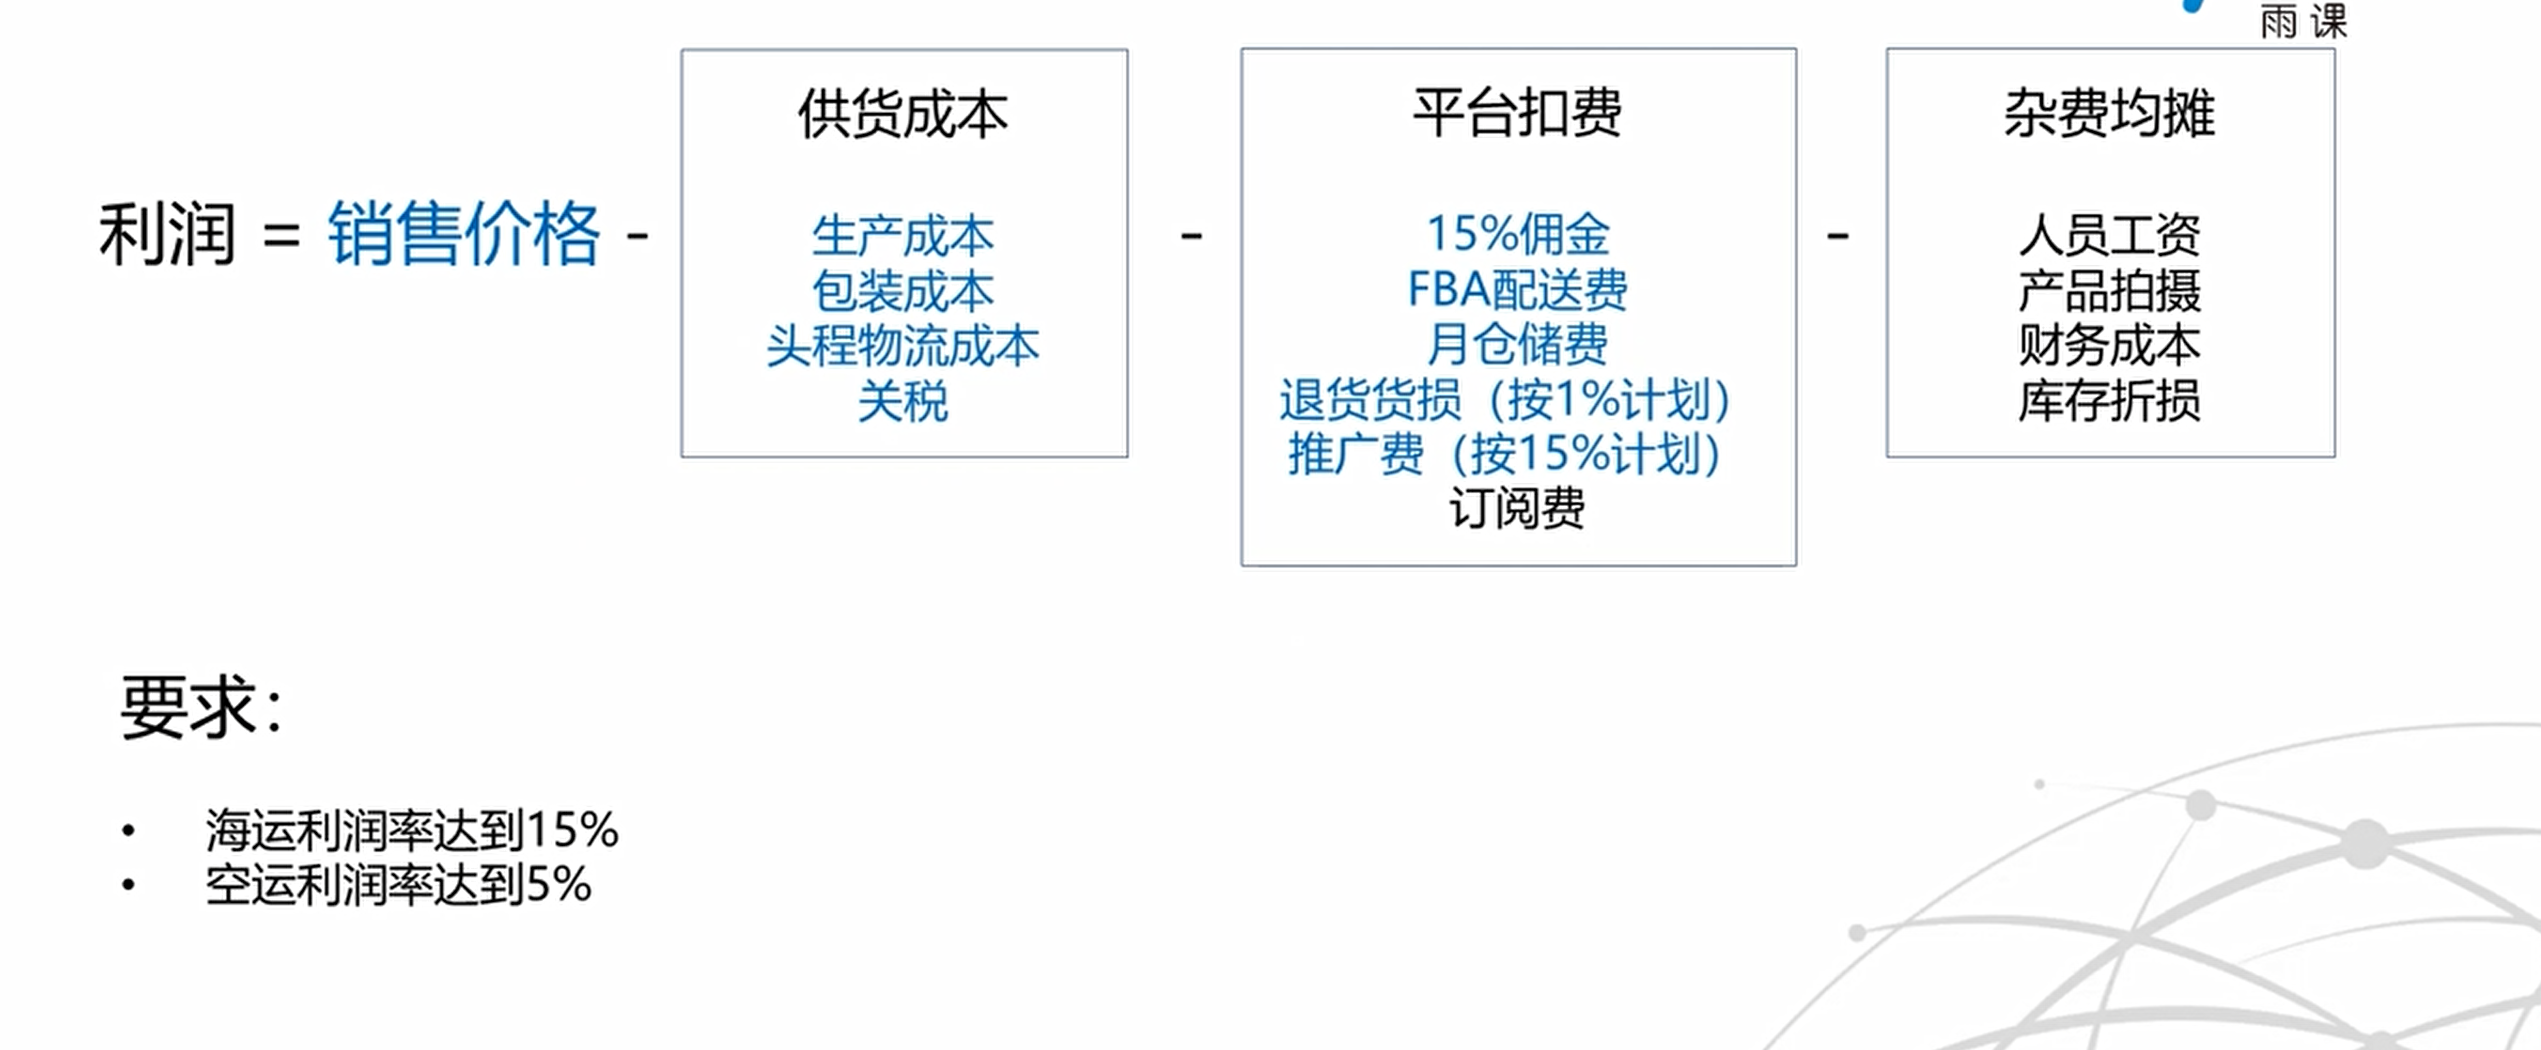 雨课
利润 = 销售价格 -
供货成本
生产成本
包装成本
头程物流成本
关税
-
平台扣费
15%佣金
FBA配送费
月仓储费
退货货损（按1%计划）
推广费（按15%计划）
订阅费
-
杂费均摊
人员工资
产品拍摄
财务成本
库存折损
要求：
• 海运利润率达到15%
• 空运利润率达到5%